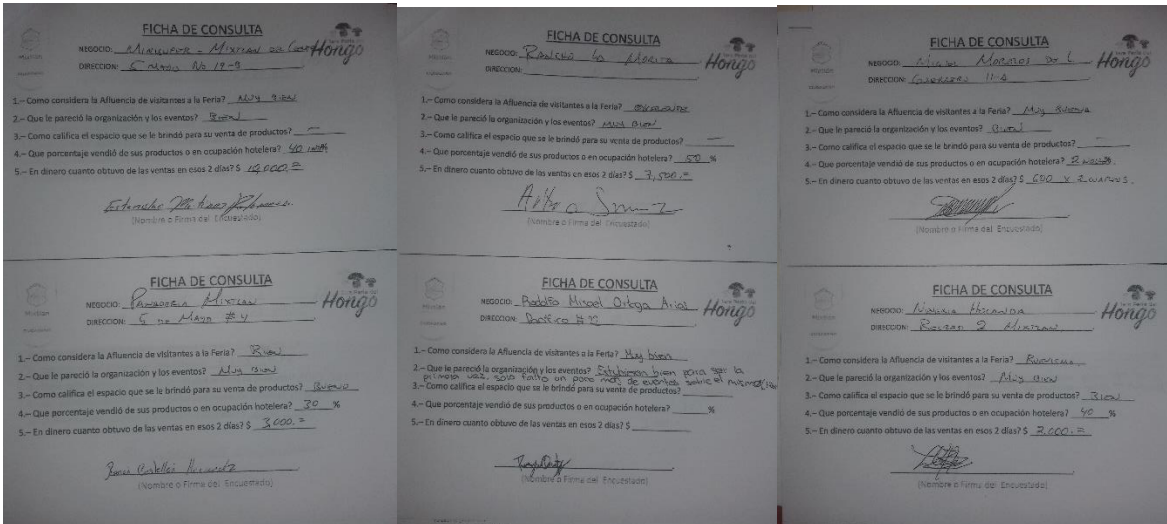 FICHA DE CONSULTA
Hongo
NEGOCIO: - MIXTLAN
DIRECCION: 5 MAYO No 19-
1.- Como considera la Afluencia de visitantes a la Feria? MUY BIEN
2.- Que le pareció la organización y los eventos? BIEN
3.- Como califica el espacio que se le brindó para su venta de productos? —
4.- Que porcentaje vendió de sus productos o en ocupación hotelera? 40
5.- En dinero cuanto obtuvo de las ventas en esos 2 días? $
(Nombre o Firma del Encuestado)
FICHA DE CONSULTA
Hongo
NEGOCIO: RANCHO LA MORITA
DIRECCION:
1.- Como considera la Afluencia de visitantes a la Feria?
2.- Que le pareció la organización y los eventos? MUY BIEN
3.- Como califica el espacio que se le brindó para su venta de productos? —
4.- Que porcentaje vendió de sus productos o en ocupación hotelera? 50 %
5.- En dinero cuanto obtuvo de las ventas en esos 2 días? $ 7,500.=
(Nombre o Firma del Encuestado)
FICHA DE CONSULTA
Hongo
NEGOCIO:
DIRECCION: GUERRERO
1.- Como considera la Afluencia de visitantes a la Feria? MUY BUENA
2.- Que le pareció la organización y los eventos? BIEN
3.- Como califica el espacio que se le brindó para su venta de productos? —
4.- Que porcentaje vendió de sus productos o en ocupación hotelera? 2
5.- En dinero cuanto obtuvo de las ventas en esos 2 días? $ 600 X 2
(Nombre o Firma del Encuestado)
FICHA DE CONSULTA
Hongo
NEGOCIO: PANADERIA MIXTLAN
DIRECCION: 5 DE MAYO # 4
1.- Como considera la Afluencia de visitantes a la Feria? BIEN
2.- Que le pareció la organización y los eventos? MUY BIEN
3.- Como califica el espacio que se le brindó para su venta de productos? BUENO
4.- Que porcentaje vendió de sus productos o en ocupación hotelera? 30 %
5.- En dinero cuanto obtuvo de las ventas en esos 2 días? $ 3,000.=
(Nombre o Firma del Encuestado)
FICHA DE CONSULTA
Hongo
NEGOCIO: Rodolfo Miguel Ortega Arias
DIRECCION:
1.- Como considera la Afluencia de visitantes a la Feria? Muy bien
2.- Que le pareció la organización y los eventos? Estubieron bien para ser la
primera vez, solo falto un poco mas de eventos sobre el mismo
3.- Como califica el espacio que se le brindó para su venta de productos?
4.- Que porcentaje vendió de sus productos o en ocupación hotelera? %
5.- En dinero cuanto obtuvo de las ventas en esos 2 días? $
(Nombre o Firma del Encuestado)
FICHA DE CONSULTA
Hongo
NEGOCIO:
DIRECCION: 2 MIXTLAN
1.- Como considera la Afluencia de visitantes a la Feria?
2.- Que le pareció la organización y los eventos? MUY BIEN
3.- Como califica el espacio que se le brindó para su venta de productos? BIEN
4.- Que porcentaje vendió de sus productos o en ocupación hotelera? 40 %
5.- En dinero cuanto obtuvo de las ventas en esos 2 días? $ 2,000.=
(Nombre o Firma del Encuestado)